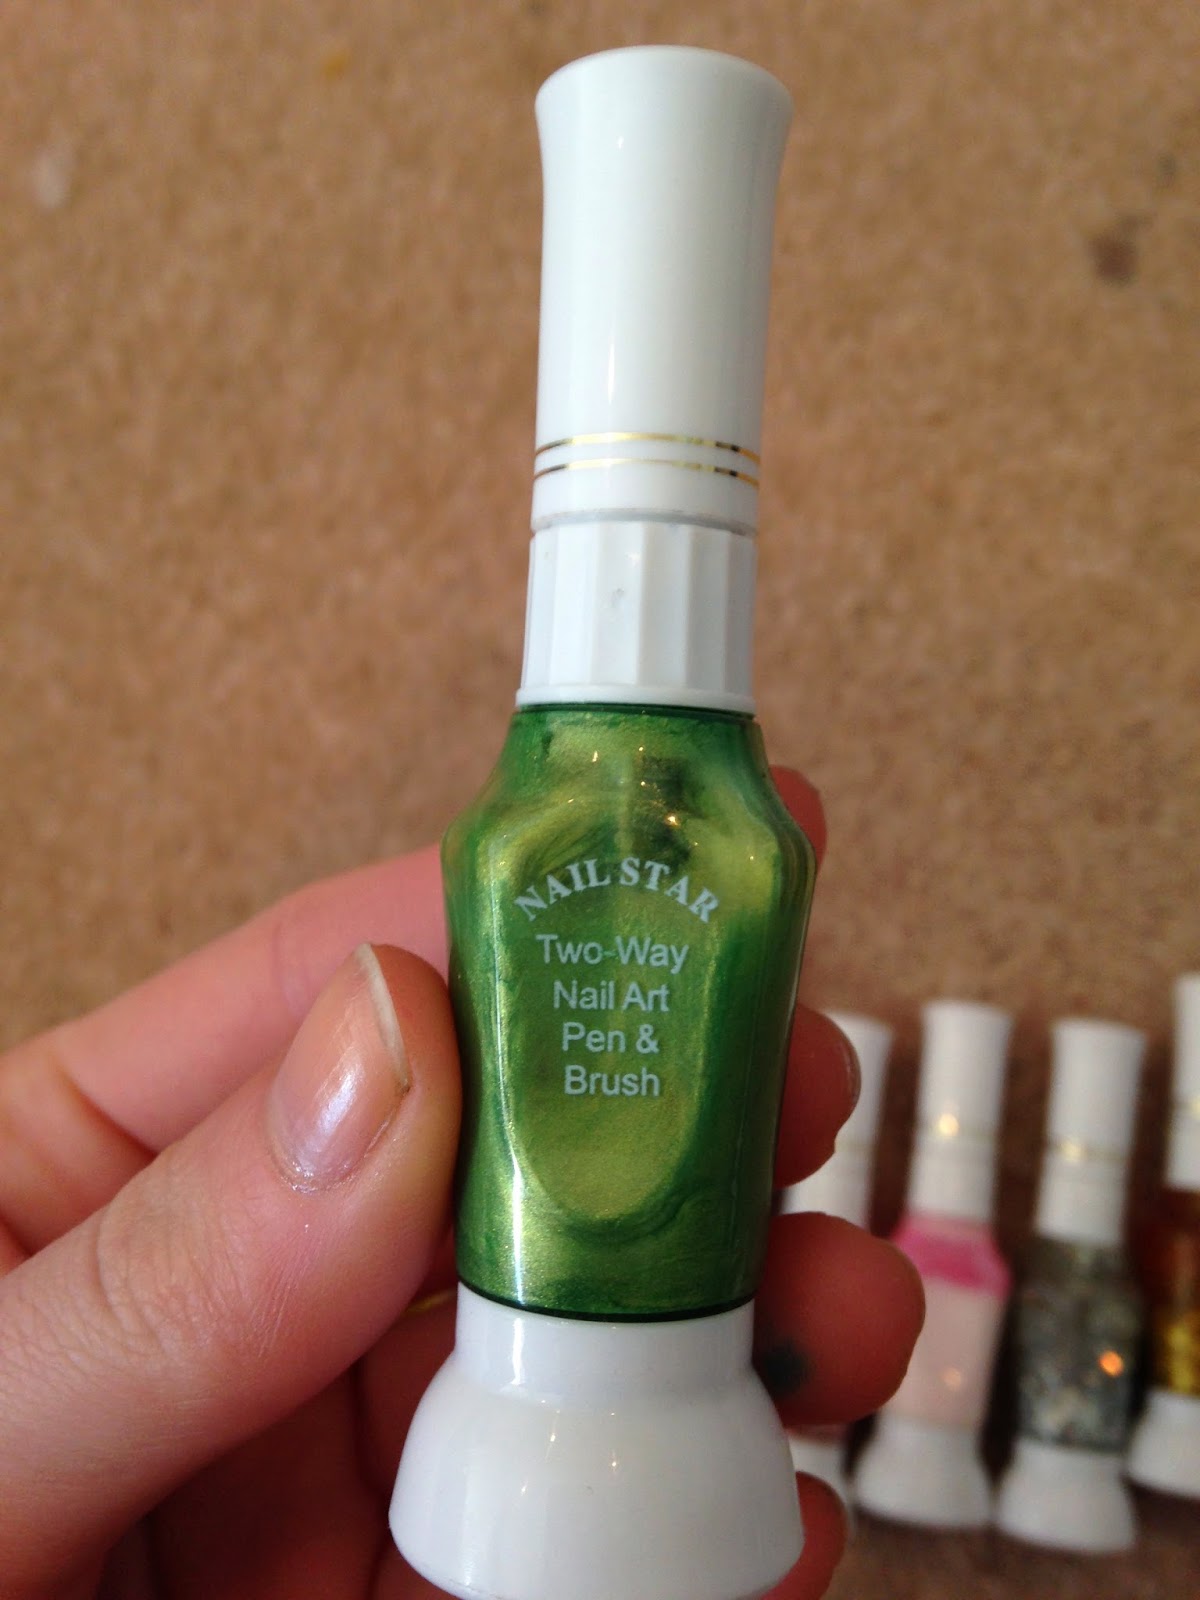 NAIL STAR
Two-Way
Nail Art
Pen &
Brush